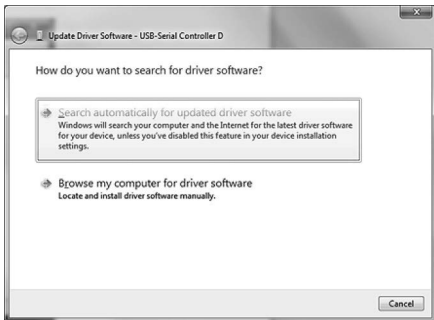 Update Driver Software - USB-Serial Controller D
How do you want to search for driver software?
Search automatically for updated driver software
Windows will search your computer and the Internet for the latest driver software
for your device, unless you've disabled this feature in your device installation
settings.
Browse my computer for driver software
Locate and install driver software manually.
Cancel